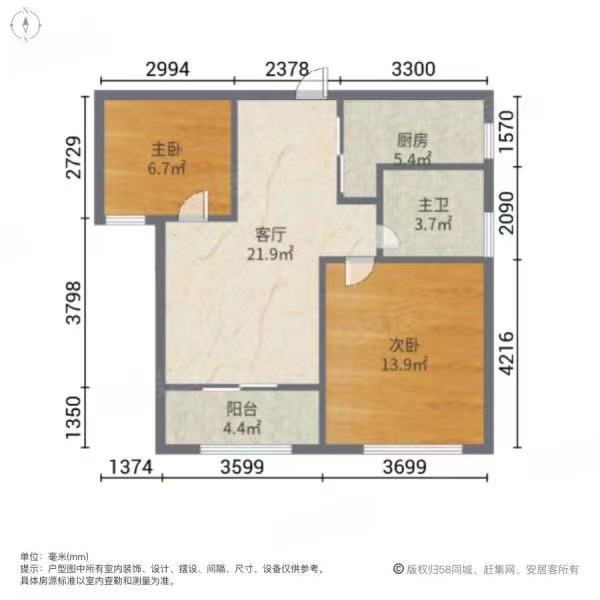 2994 2378 3300
2729
3798
1350
1570
2090
4216
主卧
6.7㎡
厨房
5.4㎡
主卫
3.7㎡
客厅
21.9㎡
次卧
13.9㎡
阳台
4.4㎡
1374 3599 3699
单位：毫米(mm)
提示：户型图中所有室内装饰、设计、摆设、间隔、尺寸、设备仅供参考。
具体房源标准以室内查勘和测量为准。
© 版权归58同城、赶集网、安居客所有